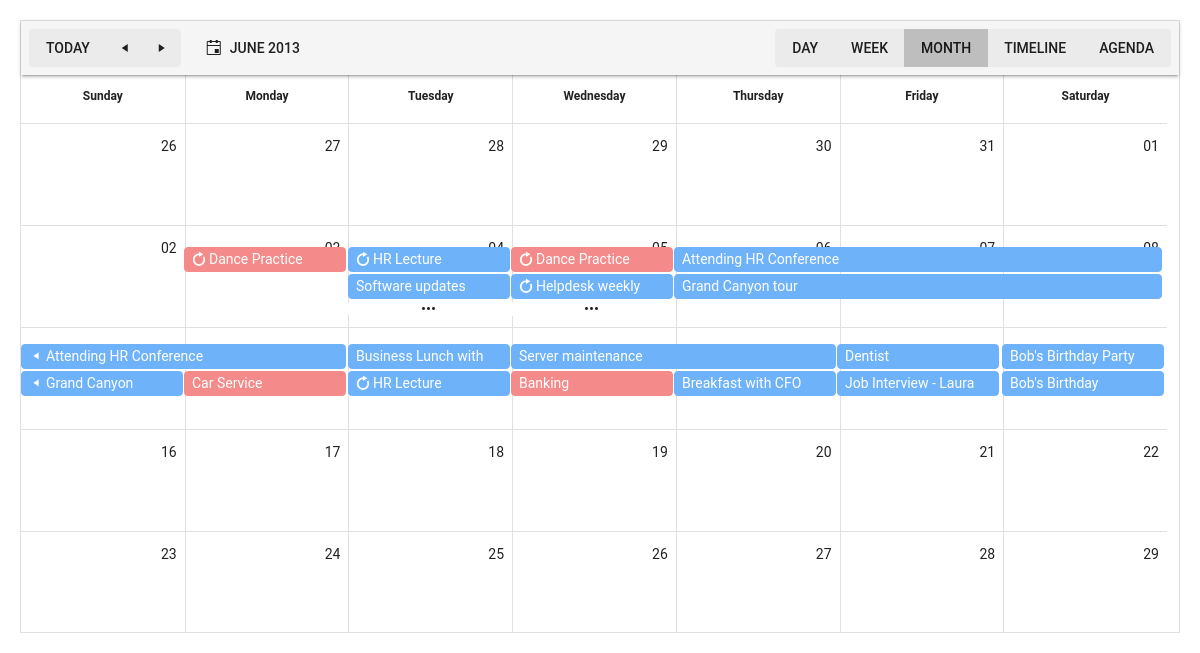 TODAY JUNE 2013 DAY WEEK MONTH TIMELINE AGENDA
Sunday Monday Tuesday Wednesday Thursday Friday Saturday
26 27 28 29 30 31 01
02 03 04 05 06 07 08
Dance Practice HR Lecture Dance Practice Attending HR Conference
Software updates Helpdesk weekly Grand Canyon tour
... ...
Attending HR Conference Business Lunch with Server maintenance Dentist Bob's Birthday Party
Grand Canyon Car Service HR Lecture Banking Breakfast with CFO Job Interview - Laura Bob's Birthday
16 17 18 19 20 21 22
23 24 25 26 27 28 29